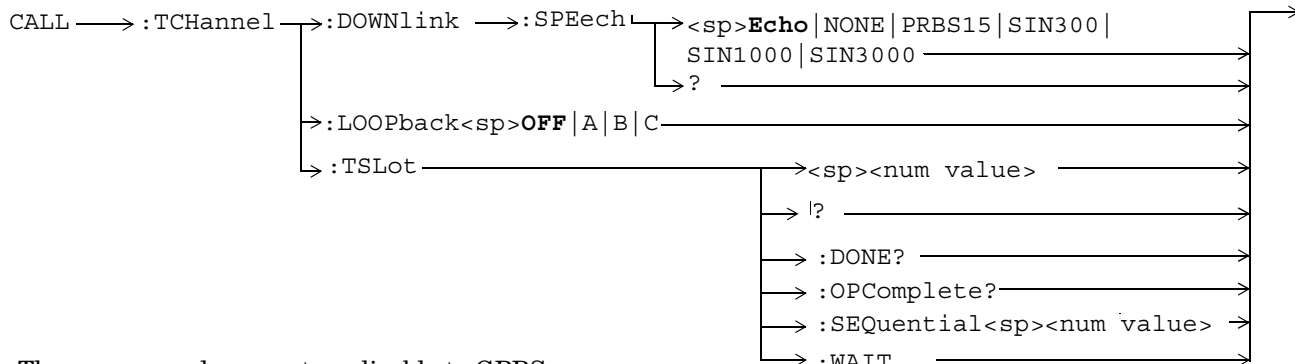 CALL :TCHannel :DOWNlink :SPEech <sp>Echo|NONE|PRBS15|SIN300|
SIN1000|SIN3000
?
:LOOPback<sp>OFF|A|B|C
:TSLot <sp><num value>
?
:DONE?
:OPComplete?
:SEQuential<sp><num value>
:WAIT